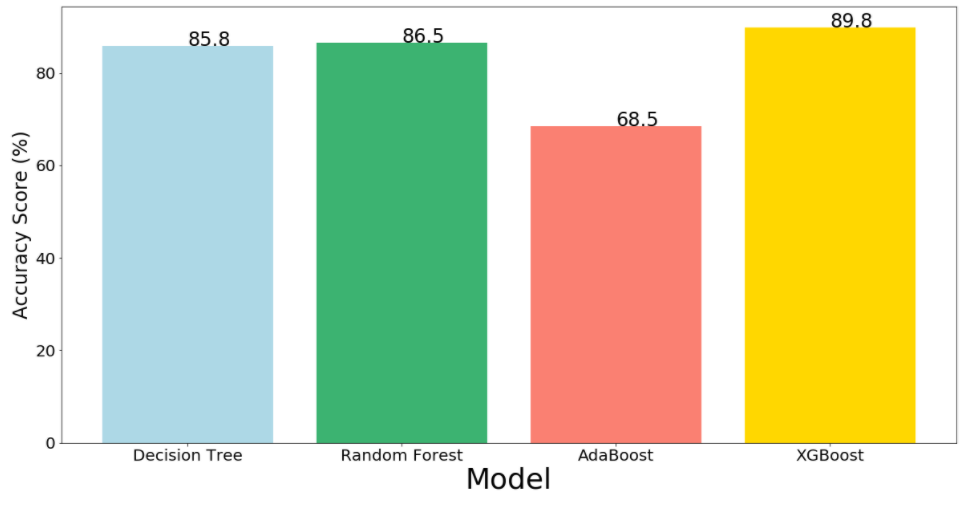 85.8
86.5
68.5
89.8
Accuracy Score (%)
80
60
40
20
0
Decision Tree
Random Forest
AdaBoost
XGBoost
Model